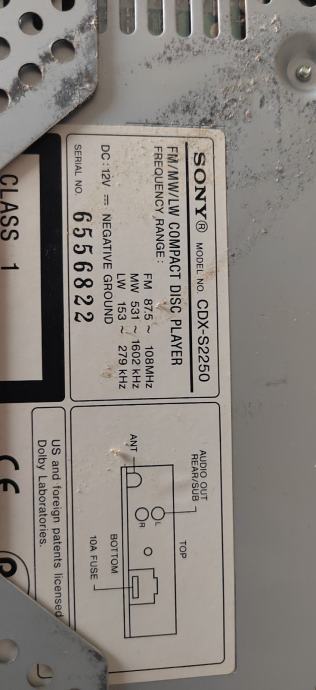 SONY® MODEL NO. CDX-S2250
FM/MW/LW COMPACT DISC PLAYER
FREQUENCY RANGE:
FM 87.5 ~ 108MHz
MW 531 ~ 1602 kHz
LW 153 ~ 279 kHz
DC:12V ⎓ NEGATIVE GROUND
SERIAL NO. 6556822
AUDIO OUT
REAR/SUB
TOP
L
R
ANT
BOTTOM
10A FUSE
CLASS 1
US and foreign patents licensed
Dolby Laboratories.
CE